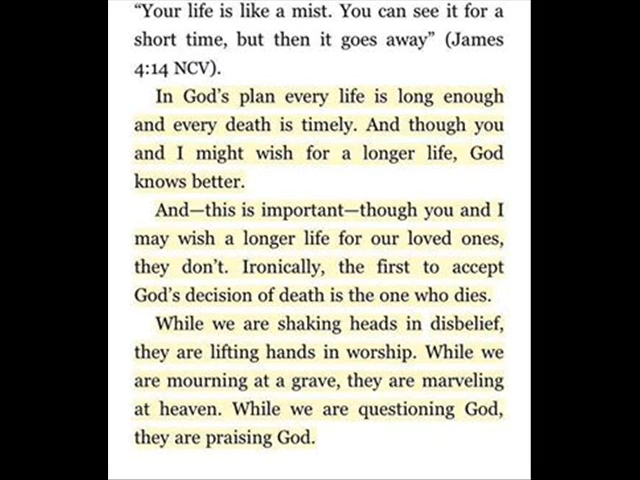 “Your life is like a mist. You can see it for a
short time, but then it goes away” (James
4:14 NCV).
In God’s plan every life is long enough
and every death is timely. And though you
and I might wish for a longer life, God
knows better.
And—this is important—though you and I
may wish a longer life for our loved ones,
they don’t. Ironically, the first to accept
God’s decision of death is the one who dies.
While we are shaking heads in disbelief,
they are lifting hands in worship. While we
are mourning at a grave, they are marveling
at heaven. While we are questioning God,
they are praising God.